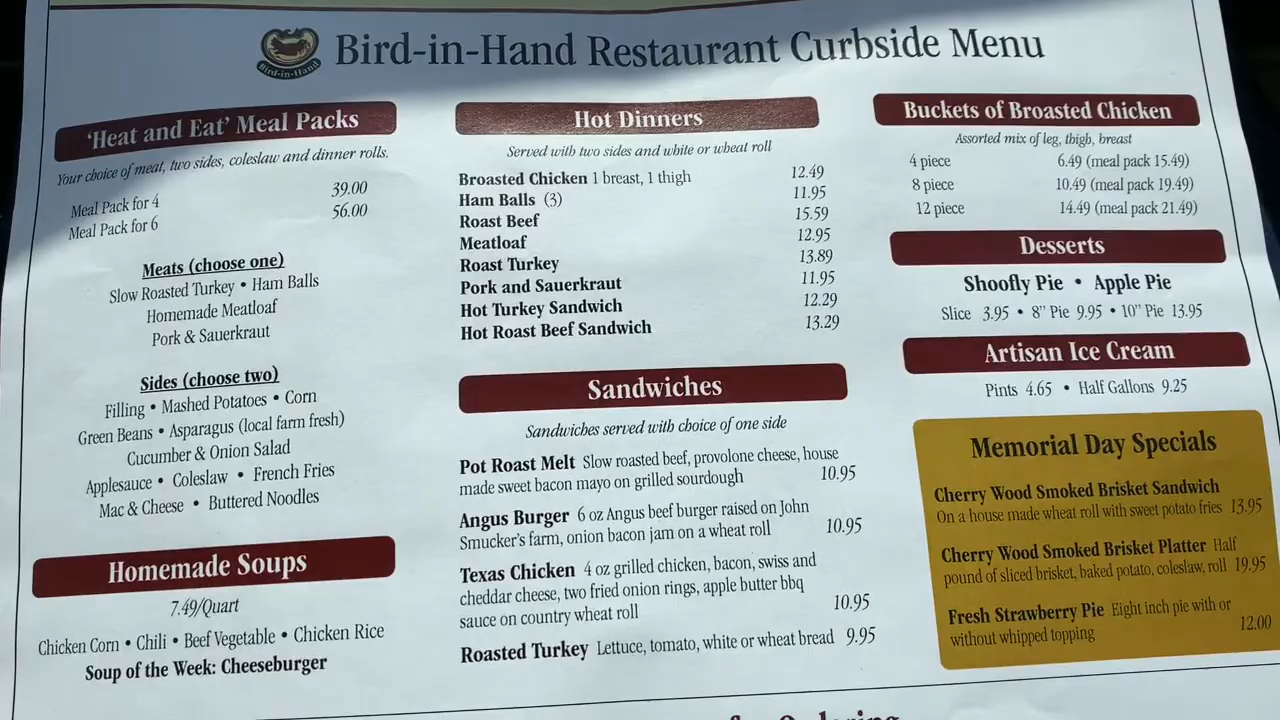 Bird-in-Hand
Bird-in-Hand Restaurant Curbside Menu
'Heat and Eat' Meal Packs
Your choice of meat, two sides, coleslaw and dinner rolls.
Meal Pack for 4 39.00
Meal Pack for 6 56.00
Meats (choose one)
Slow Roasted Turkey • Ham Balls
Homemade Meatloaf
Pork & Sauerkraut
Sides (choose two)
Filling • Mashed Potatoes • Corn
Green Beans • Asparagus (local farm fresh)
Cucumber & Onion Salad
Applesauce • Coleslaw • French Fries
Mac & Cheese • Buttered Noodles
Homemade Soups
7.49/Quart
Chicken Corn • Chili • Beef Vegetable • Chicken Rice
Soup of the Week: Cheeseburger
Hot Dinners
Served with two sides and white or wheat roll
Broasted Chicken 1 breast, 1 thigh 12.49
Ham Balls (3) 11.95
Roast Beef 15.59
Meatloaf 12.95
Roast Turkey 13.89
Pork and Sauerkraut 11.95
Hot Turkey Sandwich 12.29
Hot Roast Beef Sandwich 13.29
Sandwiches
Sandwiches served with choice of one side
Pot Roast Melt Slow roasted beef, provolone cheese, house
made sweet bacon mayo on grilled sourdough 10.95
Angus Burger 6 oz Angus beef burger raised on John
Smucker's farm, onion bacon jam on a wheat roll 10.95
Texas Chicken 4 oz grilled chicken, bacon, swiss and
cheddar cheese, two fried onion rings, apple butter bbq
sauce on country wheat roll 10.95
Roasted Turkey Lettuce, tomato, white or wheat bread 9.95
Buckets of Broasted Chicken
Assorted mix of leg, thigh, breast
4 piece 6.49 (meal pack 15.49)
8 piece 10.49 (meal pack 19.49)
12 piece 14.49 (meal pack 21.49)
Desserts
Shoofly Pie • Apple Pie
Slice 3.95 • 8" Pie 9.95 • 10" Pie 13.95
Artisan Ice Cream
Pints 4.65 • Half Gallons 9.25
Memorial Day Specials
Cherry Wood Smoked Brisket Sandwich
On a house made wheat roll with sweet potato fries 13.95
Cherry Wood Smoked Brisket Platter Half
pound of sliced brisket, baked potato, coleslaw, roll 19.95
Fresh Strawberry Pie Eight inch pie with or
without whipped topping 12.00